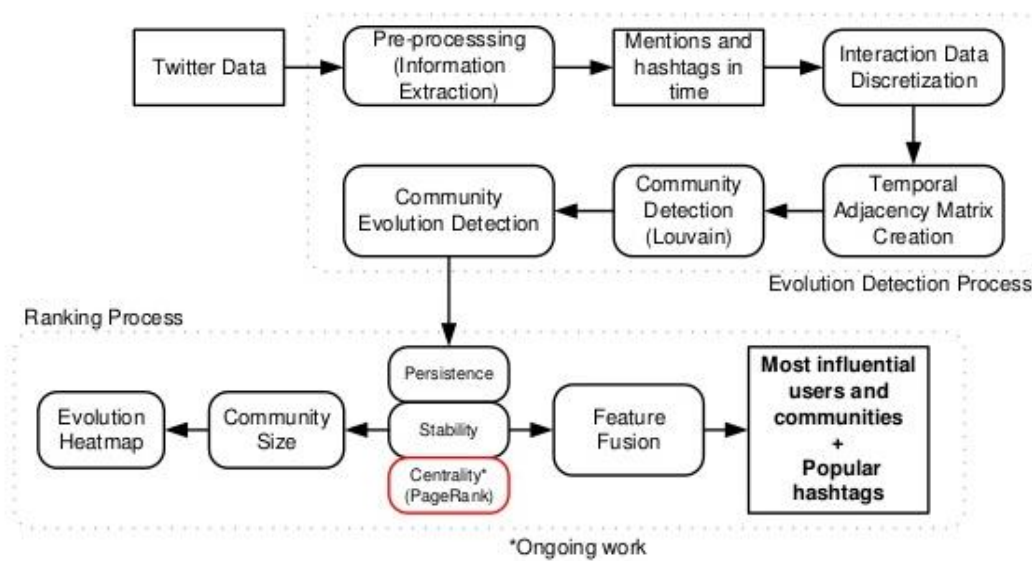 Twitter Data
Pre-processsing
(Information
Extraction)
Mentions and
hashtags in
time
Interaction Data
Discretization
Community
Evolution Detection
Community
Detection
(Louvain)
Temporal
Adjacency Matrix
Creation
Evolution Detection Process
Ranking Process
Evolution
Heatmap
Community
Size
Persistence
Stability
Centrality*
(PageRank)
Feature
Fusion
Most influential
users and
communities
+
Popular
hashtags
*Ongoing work